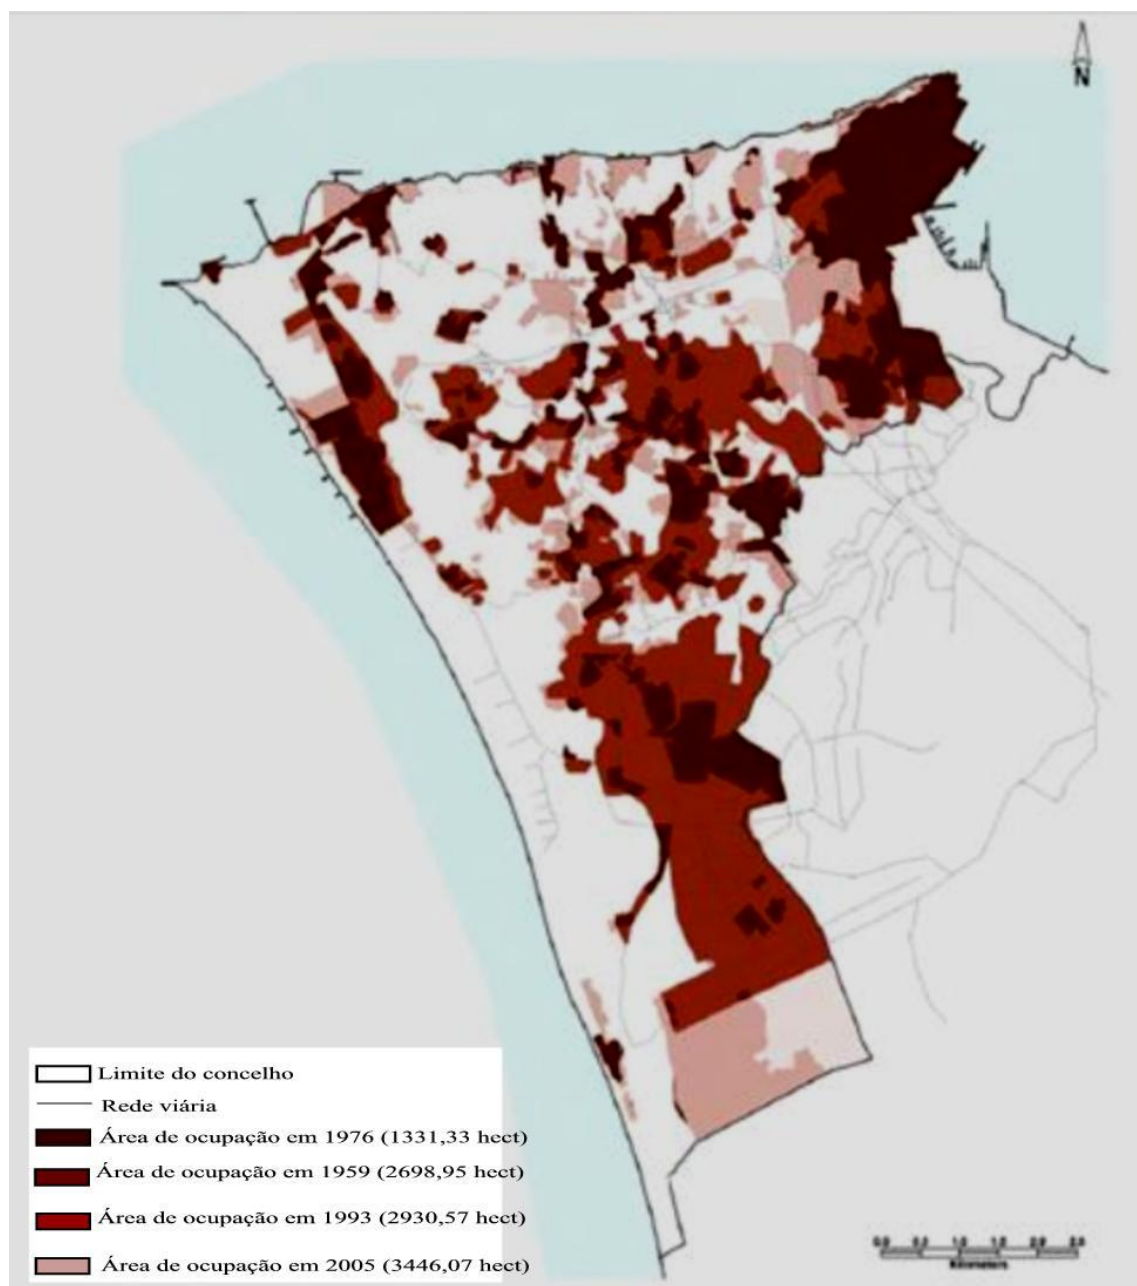 N
Limite do concelho
Rede viária
Área de ocupação em 1976 (1331,33 hect)
Área de ocupação em 1959 (2698,95 hect)
Área de ocupação em 1993 (2930,57 hect)
Área de ocupação em 2005 (3446,07 hect)